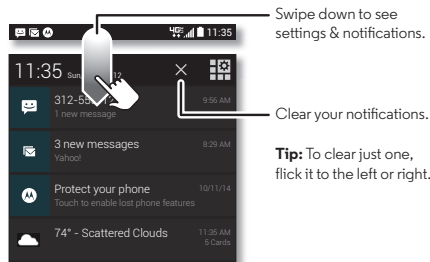 Swipe down to see
settings & notifications.
4G 11:35
11:35
12
312-55
9:56 AM
1 new message
Clear your notifications.
3 new messages
8:29 AM
Yahoo!
Tip: To clear just one,
flick it to the left or right.
Protect your phone
10/11/14
Touch to enable lost phone features
74° - Scattered Clouds
11:35 AM
5 Cards